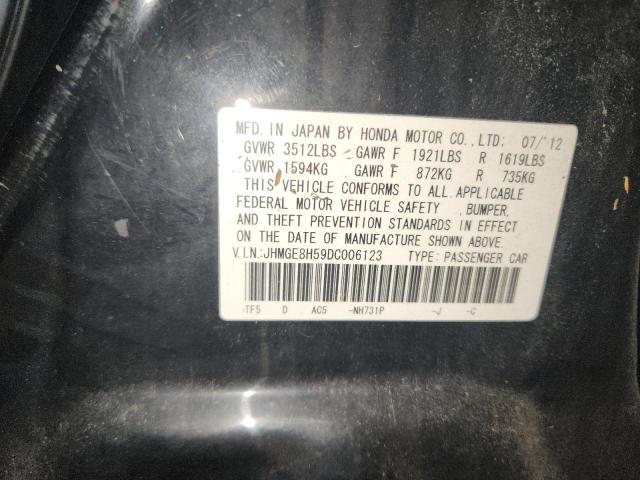 MFD. IN JAPAN BY HONDA MOTOR CO., LTD: 07/'12
GVWR 3512LBS GAWR F 1921LBS R 1619LBS
GVWR 1594KG GAWR F 872KG R 735KG
THIS VEHICLE CONFORMS TO ALL APPLICABLE
FEDERAL MOTOR VEHICLE SAFETY , BUMPER,
AND THEFT PREVENTION STANDARDS IN EFFECT
ON THE DATE OF MANUFACTURE SHOWN ABOVE.
V.I.N.:JHMGE8H59DC006123 TYPE: PASSENGER CAR
TF5 D AC5 -NH731P -J -C